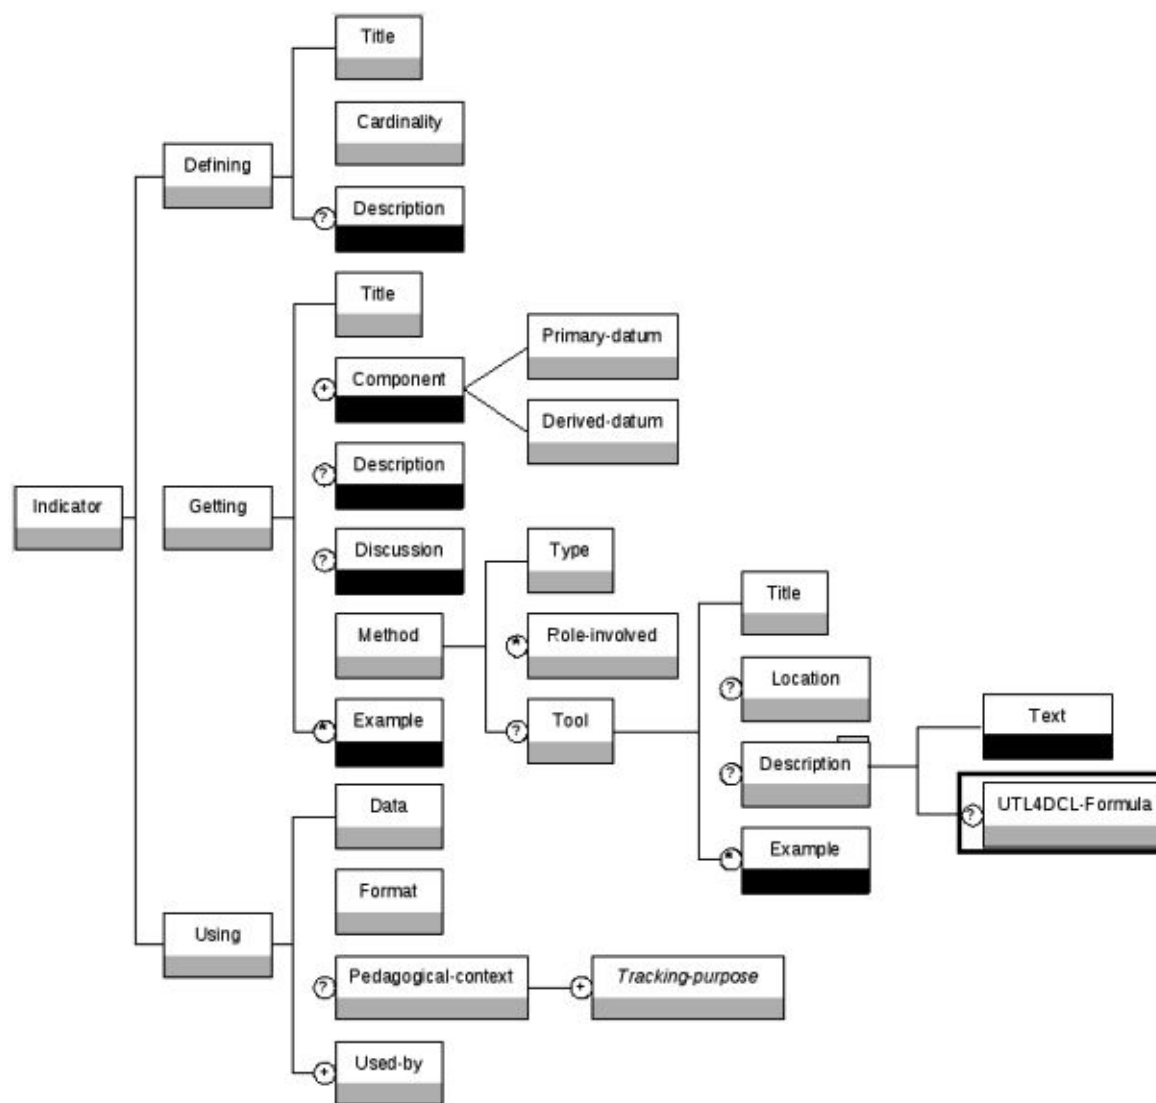 Title
Cardinality
Defining
? Description
Title
Primary-datum
+ Component
Derived-datum
? Description
Indicator
Getting
? Discussion
Type
Title
Method
* Role-involved
? Location
* Example
? Tool
Text
? Description
UTL4DCL-Formula
?
* Example
Data
Format
Using
? Pedagogical-context
+ Tracking-purpose
+ Used-by